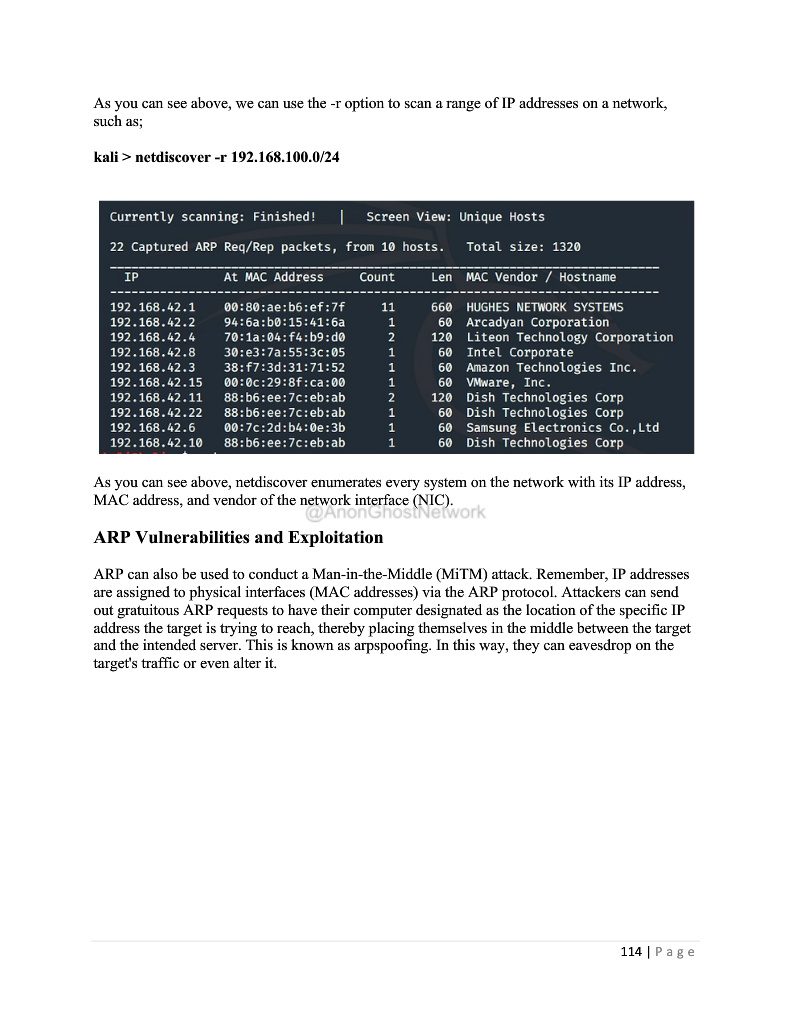 As you can see above, we can use the -r option to scan a range of IP addresses on a network,
such as;
kali > netdiscover -r 192.168.100.0/24
Currently scanning: Finished! | Screen View: Unique Hosts
22 Captured ARP Req/Rep packets, from 10 hosts. Total size: 1320
IP At MAC Address Count Len MAC Vendor / Hostname
192.168.42.1 00:80:ae:b6:ef:7f 11 660 HUGHES NETWORK SYSTEMS
192.168.42.2 94:6a:b0:15:41:6a 1 60 Arcadyan Corporation
192.168.42.4 70:1a:04:f4:b9:d0 2 120 Liteon Technology Corporation
192.168.42.8 30:e3:7a:55:3c:05 1 60 Intel Corporate
192.168.42.3 38:f7:3d:31:71:52 1 60 Amazon Technologies Inc.
192.168.42.15 00:0c:29:8f:ca:00 1 60 VMware, Inc.
192.168.42.11 88:b6:ee:7c:eb:ab 2 120 Dish Technologies Corp
192.168.42.22 88:b6:ee:7c:eb:ab 1 60 Dish Technologies Corp
192.168.42.6 00:7c:2d:b4:0e:3b 1 60 Samsung Electronics Co.,Ltd
192.168.42.10 88:b6:ee:7c:eb:ab 1 60 Dish Technologies Corp
As you can see above, netdiscover enumerates every system on the network with its IP address,
MAC address, and vendor of the network interface (NIC).
@AnonGhostNetwork
ARP Vulnerabilities and Exploitation
ARP can also be used to conduct a Man-in-the-Middle (MiTM) attack. Remember, IP addresses
are assigned to physical interfaces (MAC addresses) via the ARP protocol. Attackers can send
out gratuitous ARP requests to have their computer designated as the location of the specific IP
address the target is trying to reach, thereby placing themselves in the middle between the target
and the intended server. This is known as arpspoofing. In this way, they can eavesdrop on the
target's traffic or even alter it.
114 | P a g e